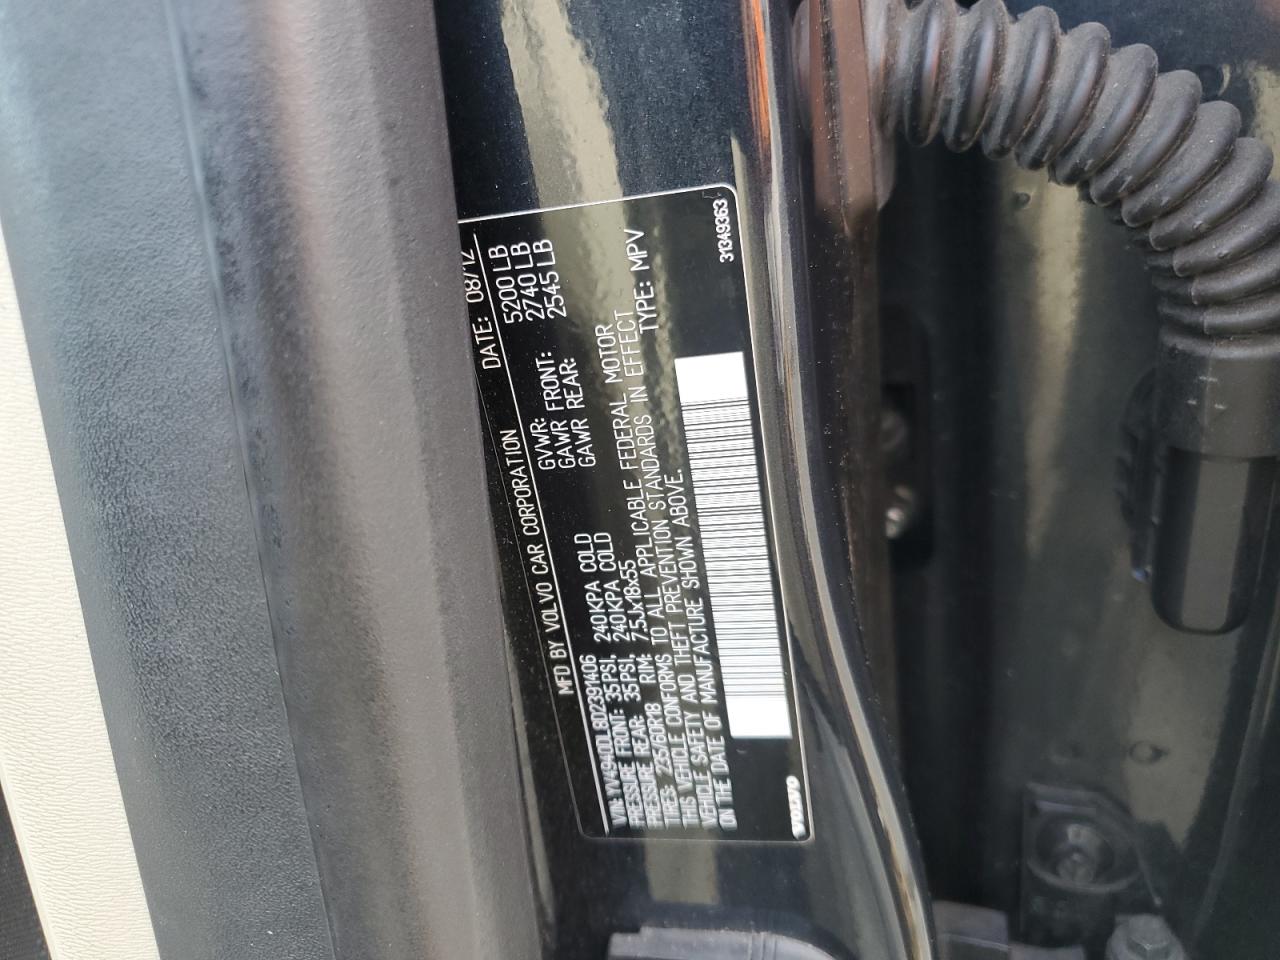 MFD BY VOLVO CAR CORPORATION DATE: 08/12
GVWR: 5200 LB
GAWR FRONT: 2740 LB
GAWR REAR: 2545 LB
VIN: YV4940DL8D2391406
PRESSURE FRONT: 35PSI, 240KPA COLD
PRESSURE REAR: 35PSI, 240KPA COLD
TIRES: 235/60R18 RIM: 7.5Jx18x55
THIS VEHICLE CONFORMS TO ALL APPLICABLE FEDERAL MOTOR
VEHICLE SAFETY AND THEFT PREVENTION STANDARDS IN EFFECT
ON THE DATE OF MANUFACTURE SHOWN ABOVE. TYPE: MPV
VOLVO 31349363